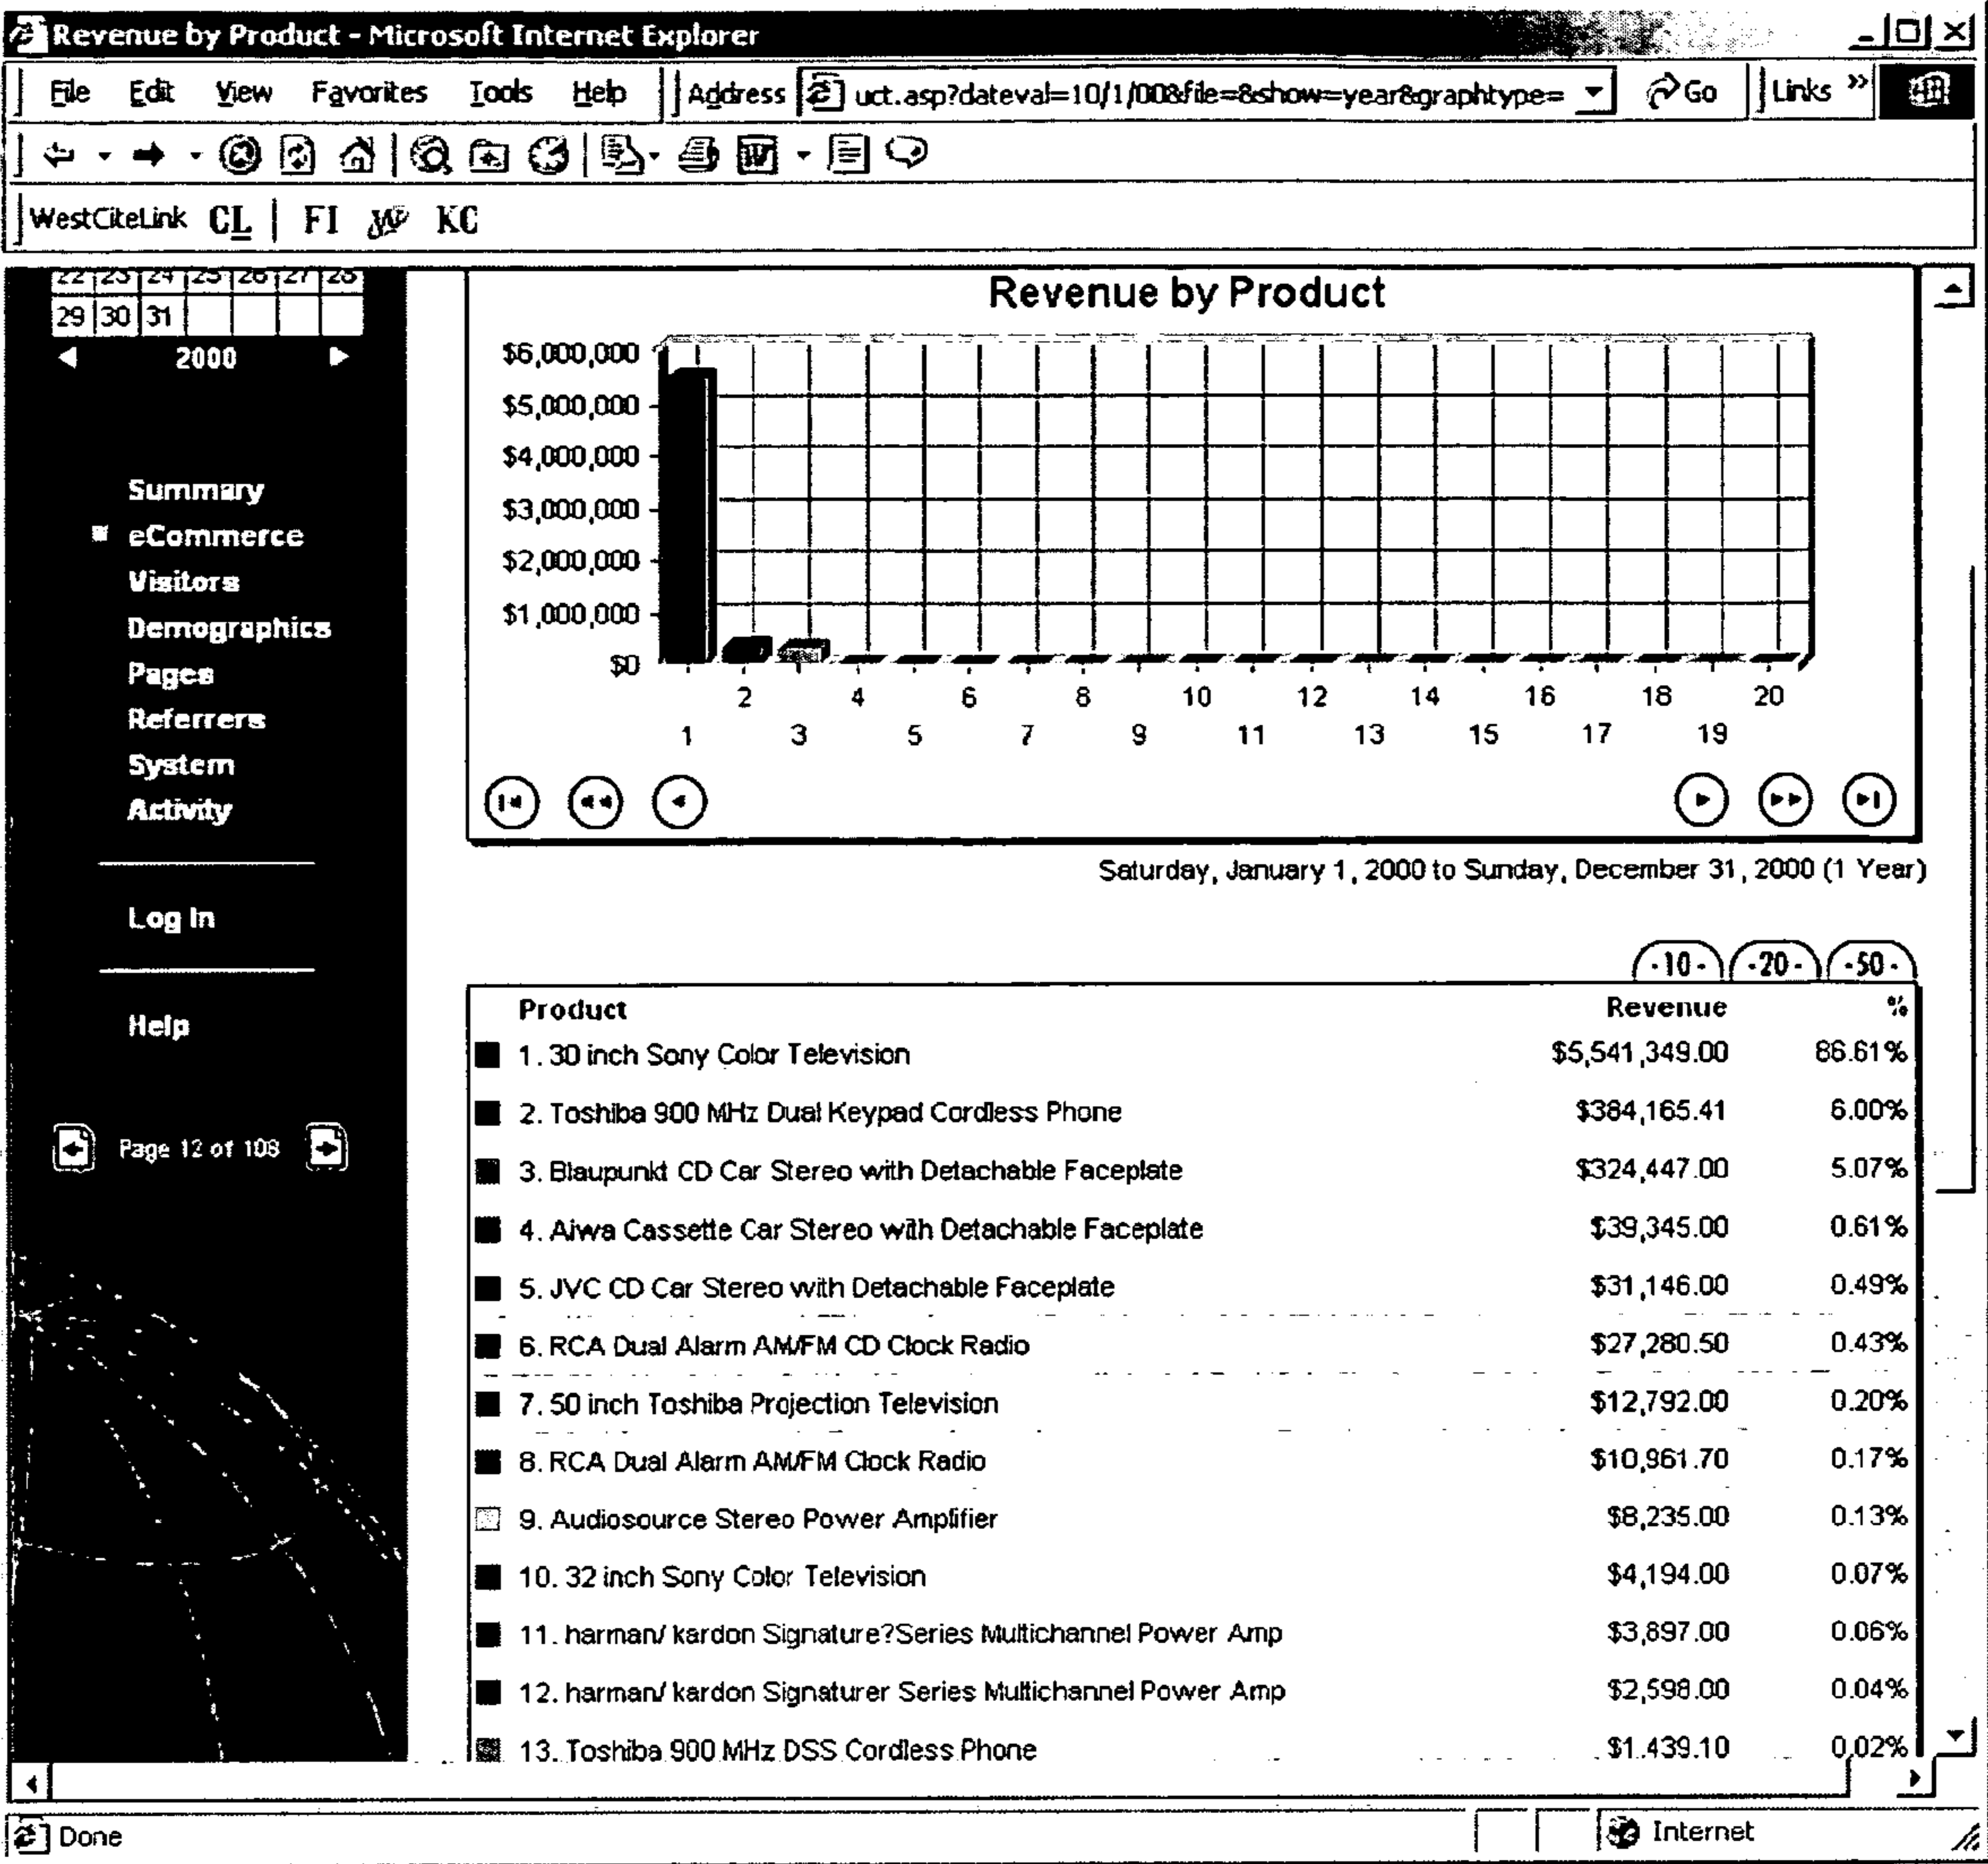 Revenue by Product - Microsoft Internet Explorer
File Edit View Favorites Tools Help Address uct.asp?dateval=10/1/00&file=8&show=year&graphtype= Go Links »
WestCiteLink CL | FI KC
22 23 24 25 26 27 28
29 30 31
2000
Summary
eCommerce
Visitors
Demographics
Pages
Referrers
System
Activity
Log In
Help
Page 12 of 108
Revenue by Product
$6,000,000
$5,000,000
$4,000,000
$3,000,000
$2,000,000
$1,000,000
$0
2 4 6 8 10 12 14 16 18 20
1 3 5 7 9 11 13 15 17 19
Saturday, January 1, 2000 to Sunday, December 31, 2000 (1 Year)
-10- -20- -50-
Product Revenue %
1. 30 inch Sony Color Television $5,541,349.00 86.61%
2. Toshiba 900 MHz Dual Keypad Cordless Phone $384,165.41 6.00%
3. Blaupunkt CD Car Stereo with Detachable Faceplate $324,447.00 5.07%
4. Aiwa Cassette Car Stereo with Detachable Faceplate $39,345.00 0.61%
5. JVC CD Car Stereo with Detachable Faceplate $31,146.00 0.49%
6. RCA Dual Alarm AM/FM CD Clock Radio $27,280.50 0.43%
7. 50 inch Toshiba Projection Television $12,792.00 0.20%
8. RCA Dual Alarm AM/FM Clock Radio $10,961.70 0.17%
9. Audiosource Stereo Power Amplifier $8,235.00 0.13%
10. 32 inch Sony Color Television $4,194.00 0.07%
11. harman/ kardon Signature?Series Multichannel Power Amp $3,897.00 0.06%
12. harman/ kardon Signaturer Series Multichannel Power Amp $2,598.00 0.04%
13. Toshiba 900 MHz DSS Cordless Phone $1,439.10 0.02%
Done Internet